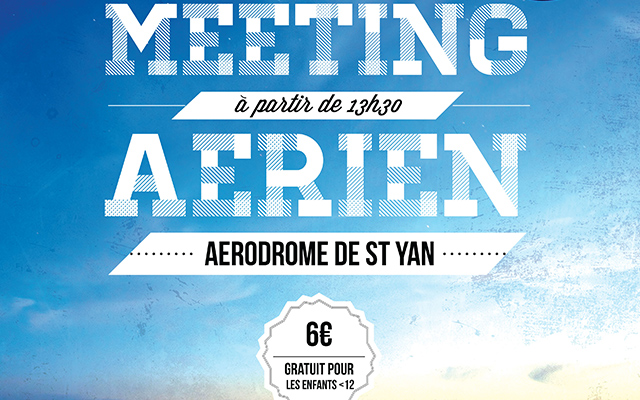 MEETING
à partir de 13h30
AERIEN
AERODROME DE ST YAN
6€
GRATUIT POUR
LES ENFANTS <12